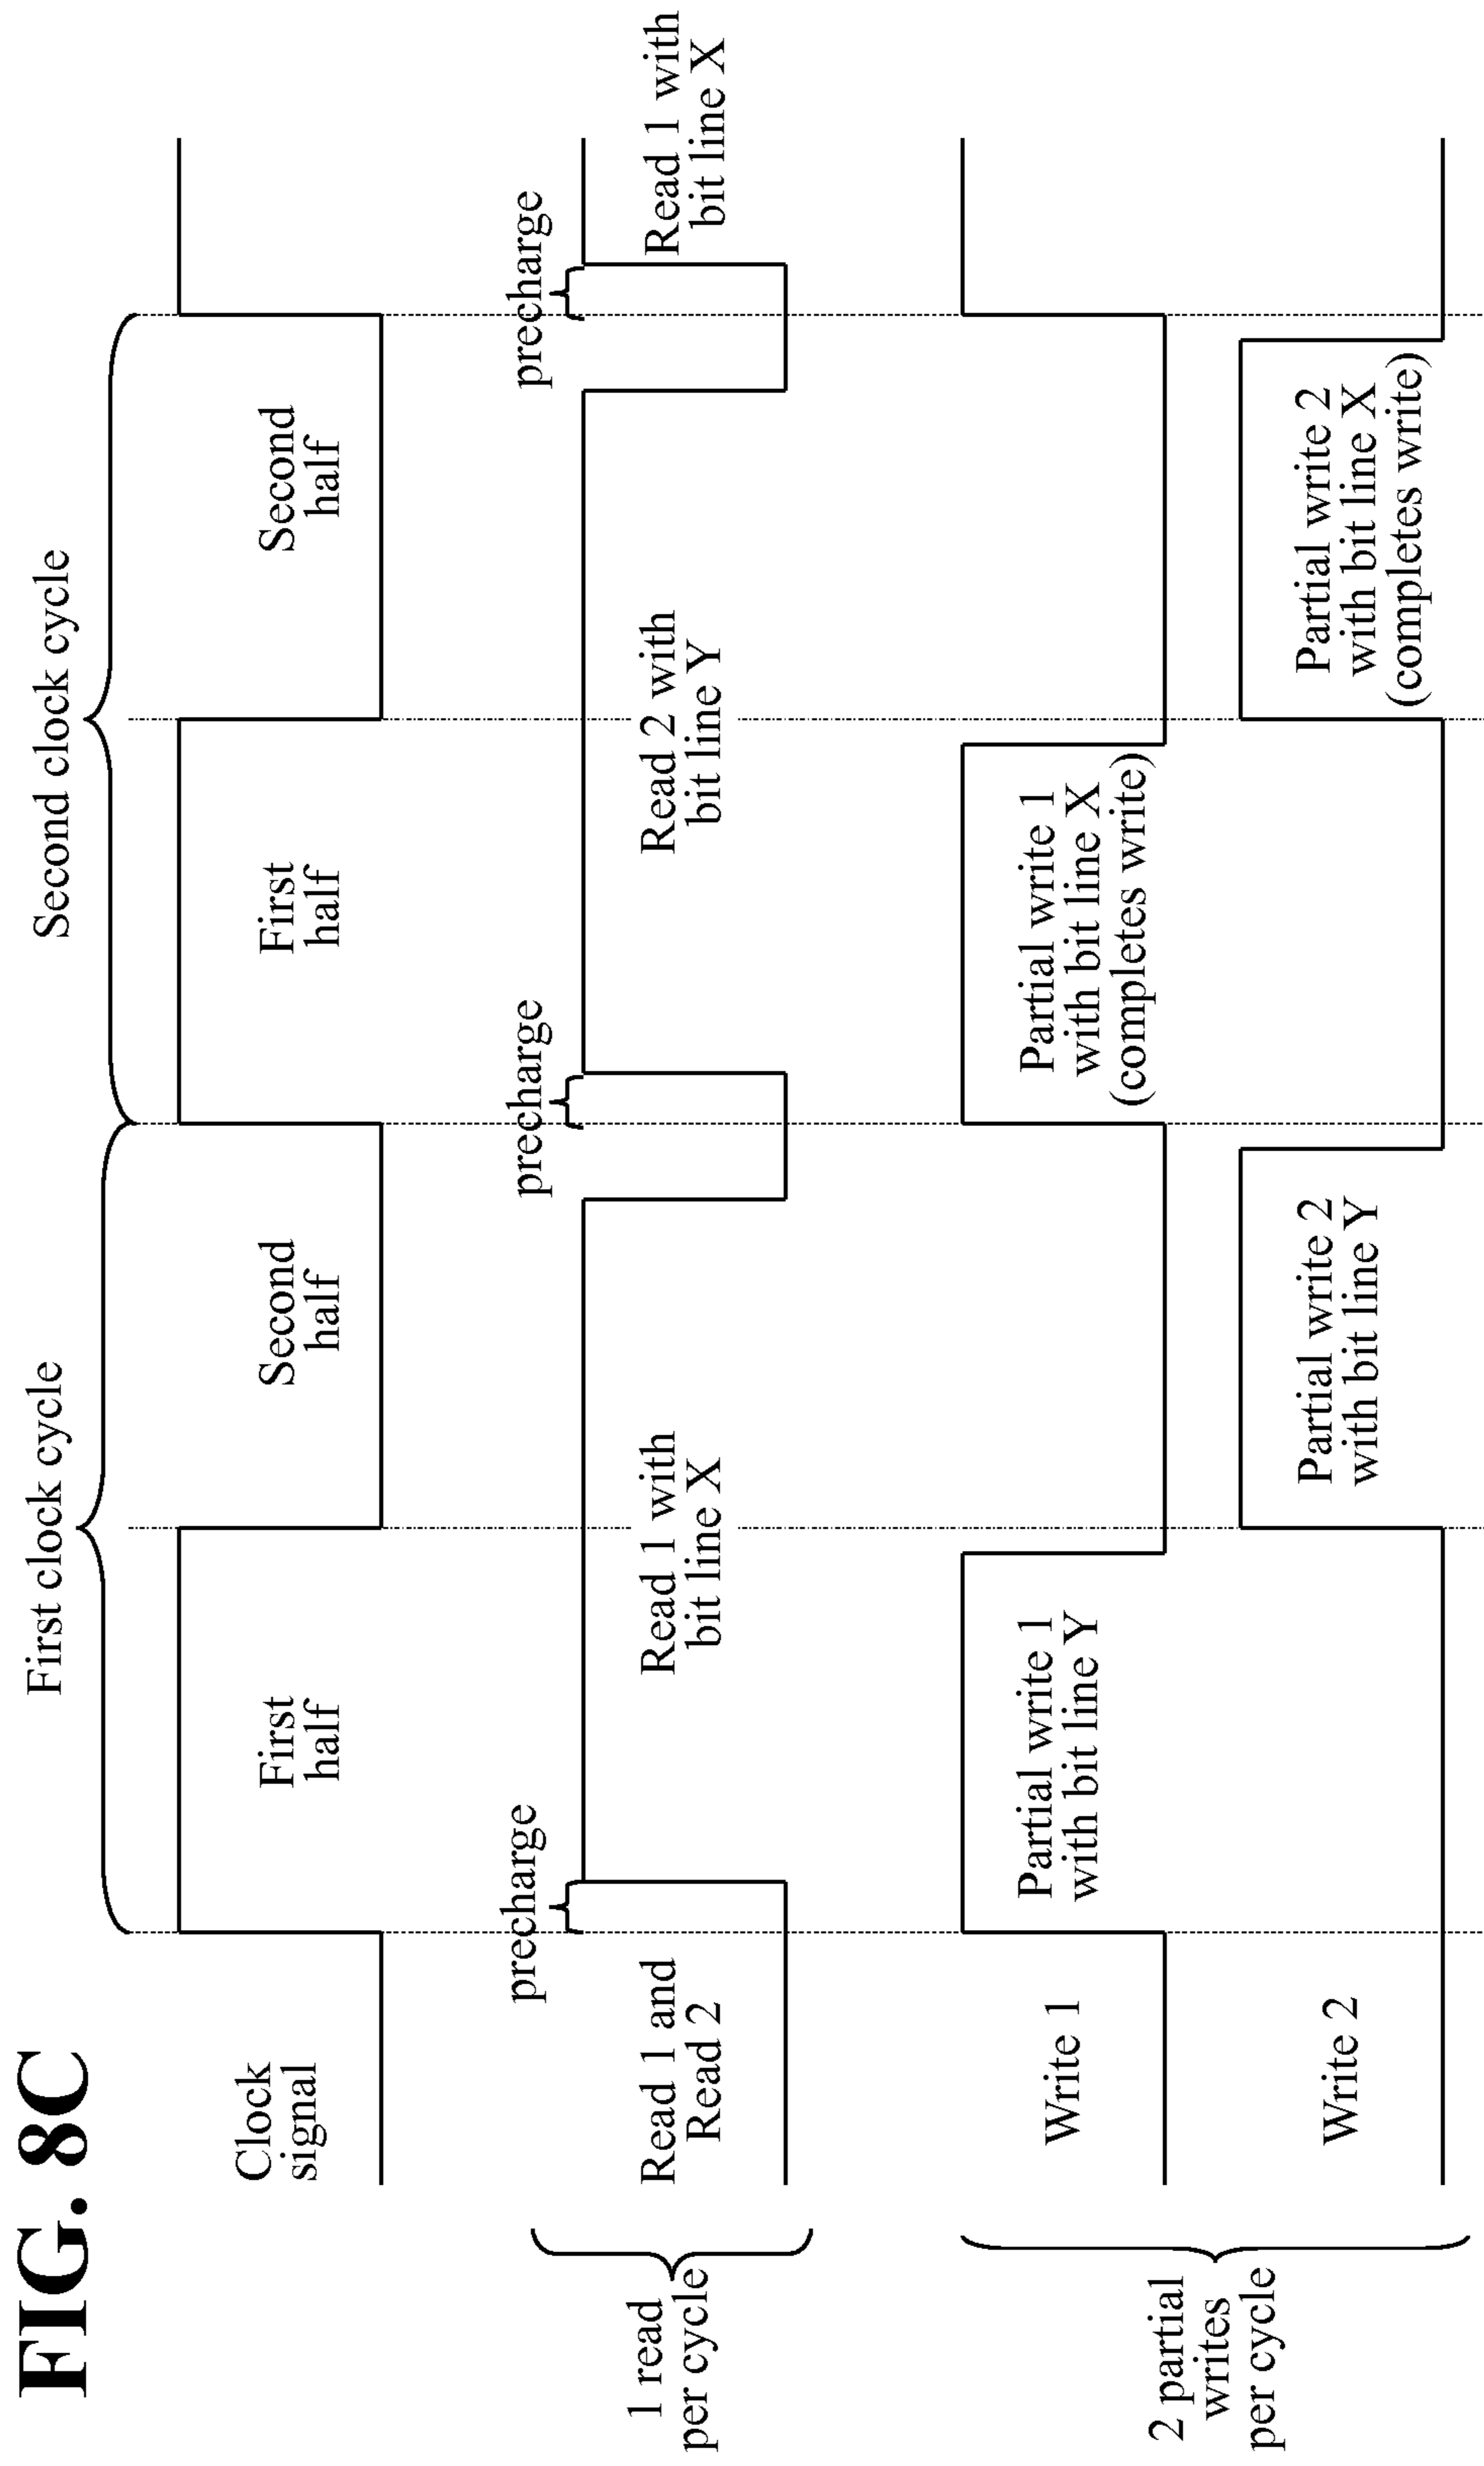 FIG. 8C
First clock cycle
Second clock cycle
Clock
signal
First
half
Second
half
First
half
Second
half
precharge
precharge
precharge
1 read
per cycle
Read 1 and
Read 2
Read 1 with
bit line X
Read 2 with
bit line Y
Read 1 with
bit line X
2 partial
writes
per cycle
Write 1
Partial write 1
with bit line Y
Partial write 1
with bit line X
(completes write)
Write 2
Partial write 2
with bit line Y
Partial write 2
with bit line X
(completes write)